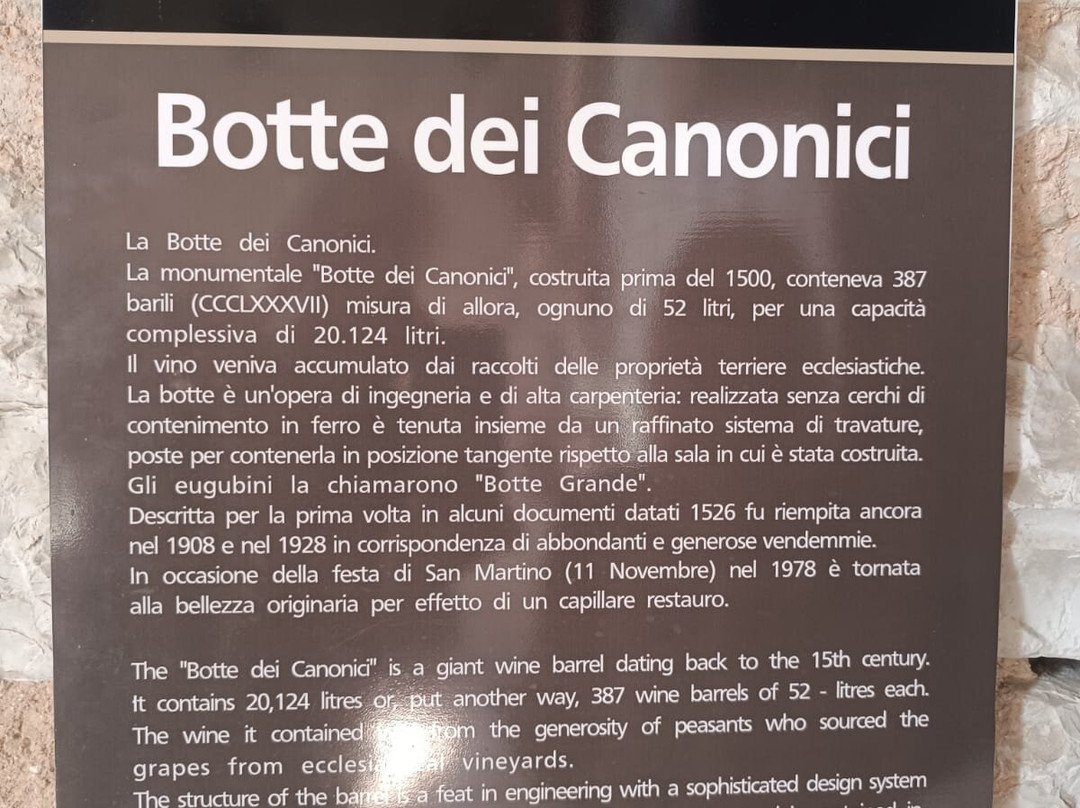 Botte dei Canonici
La Botte dei Canonici.
La monumentale "Botte dei Canonici", costruita prima del 1500, conteneva 387
barili (CCCLXXXVII) misura di allora, ognuno di 52 litri, per una capacità
complessiva di 20.124 litri.
Il vino veniva accumulato dai raccolti delle proprietà terriere ecclesiastiche.
La botte è un'opera di ingegneria e di alta carpenteria: realizzata senza cerchi di
contenimento in ferro è tenuta insieme da un raffinato sistema di travature,
poste per contenerla in posizione tangente rispetto alla sala in cui è stata costruita.
Gli eugubini la chiamarono "Botte Grande".
Descritta per la prima volta in alcuni documenti datati 1526 fu riempita ancora
nel 1908 e nel 1928 in corrispondenza di abbondanti e generose vendemmie.
In occasione della festa di San Martino (11 Novembre) nel 1978 è tornata
alla bellezza originaria per effetto di un capillare restauro.
The "Botte dei Canonici" is a giant wine barrel dating back to the 15th century.
It contains 20,124 litres or, put another way, 387 wine barrels of 52 - litres each.
The wine it contained from the generosity of peasants who sourced the
grapes from vineyards.
The structure of the barrel is a feat in engineering with a sophisticated design system